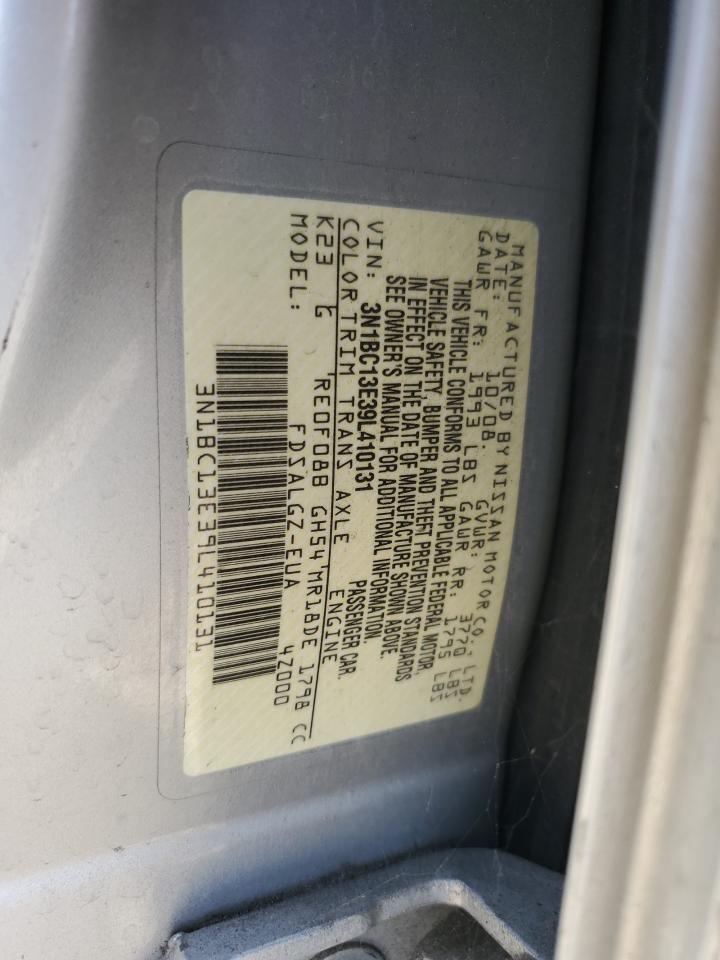 MANUFACTURED BY NISSAN MOTOR CO., LTD.
DATE: 10/08. GVWR: 3770 LBS
GAWR FR: 1993 LBS GAWR RR: 1795 LBS
THIS VEHICLE CONFORMS TO ALL APPLICABLE FEDERAL MOTOR
VEHICLE SAFETY, BUMPER AND THEFT PREVENTION STANDARDS
IN EFFECT ON THE DATE OF MANUFACTURE SHOWN ABOVE.
SEE OWNER'S MANUAL FOR ADDITIONAL INFORMATION.
VIN: 3N1BC13E39L410131 PASSENGER CAR
COLOR TRIM TRANS AXLE ENGINE
K23 G RE0F08B GH54 MR18DE 1798 CC
MODEL: FDSALGZ-EUA 4Z000
3N1BC13E39L410131